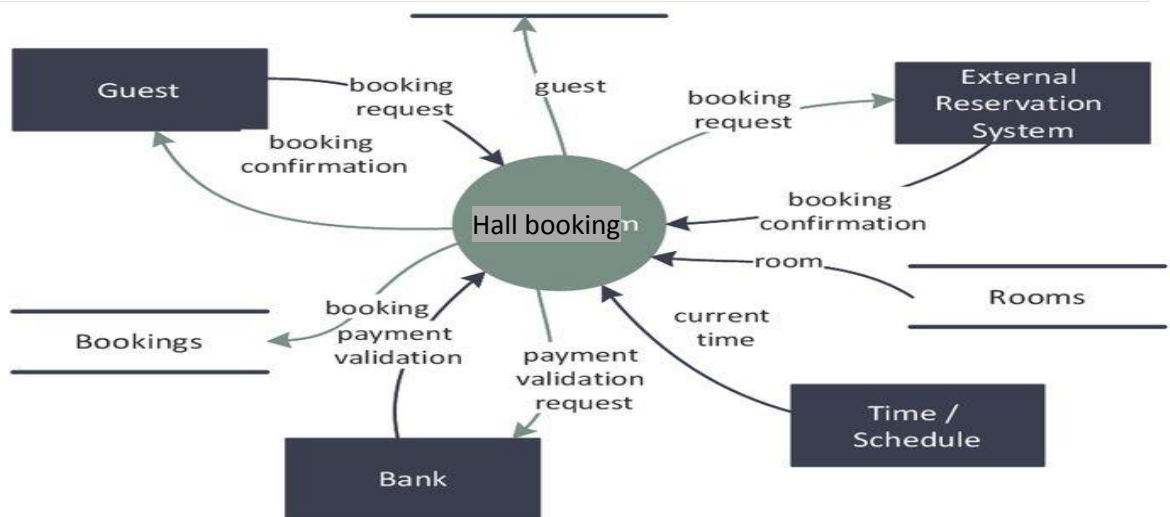 Guest
booking
request
guest
booking
request
External
Reservation
System
booking
confirmation
Hall booking
booking
confirmation
room
Rooms
Bookings
booking
payment
validation
current
time
payment
validation
request
Time /
Schedule
Bank